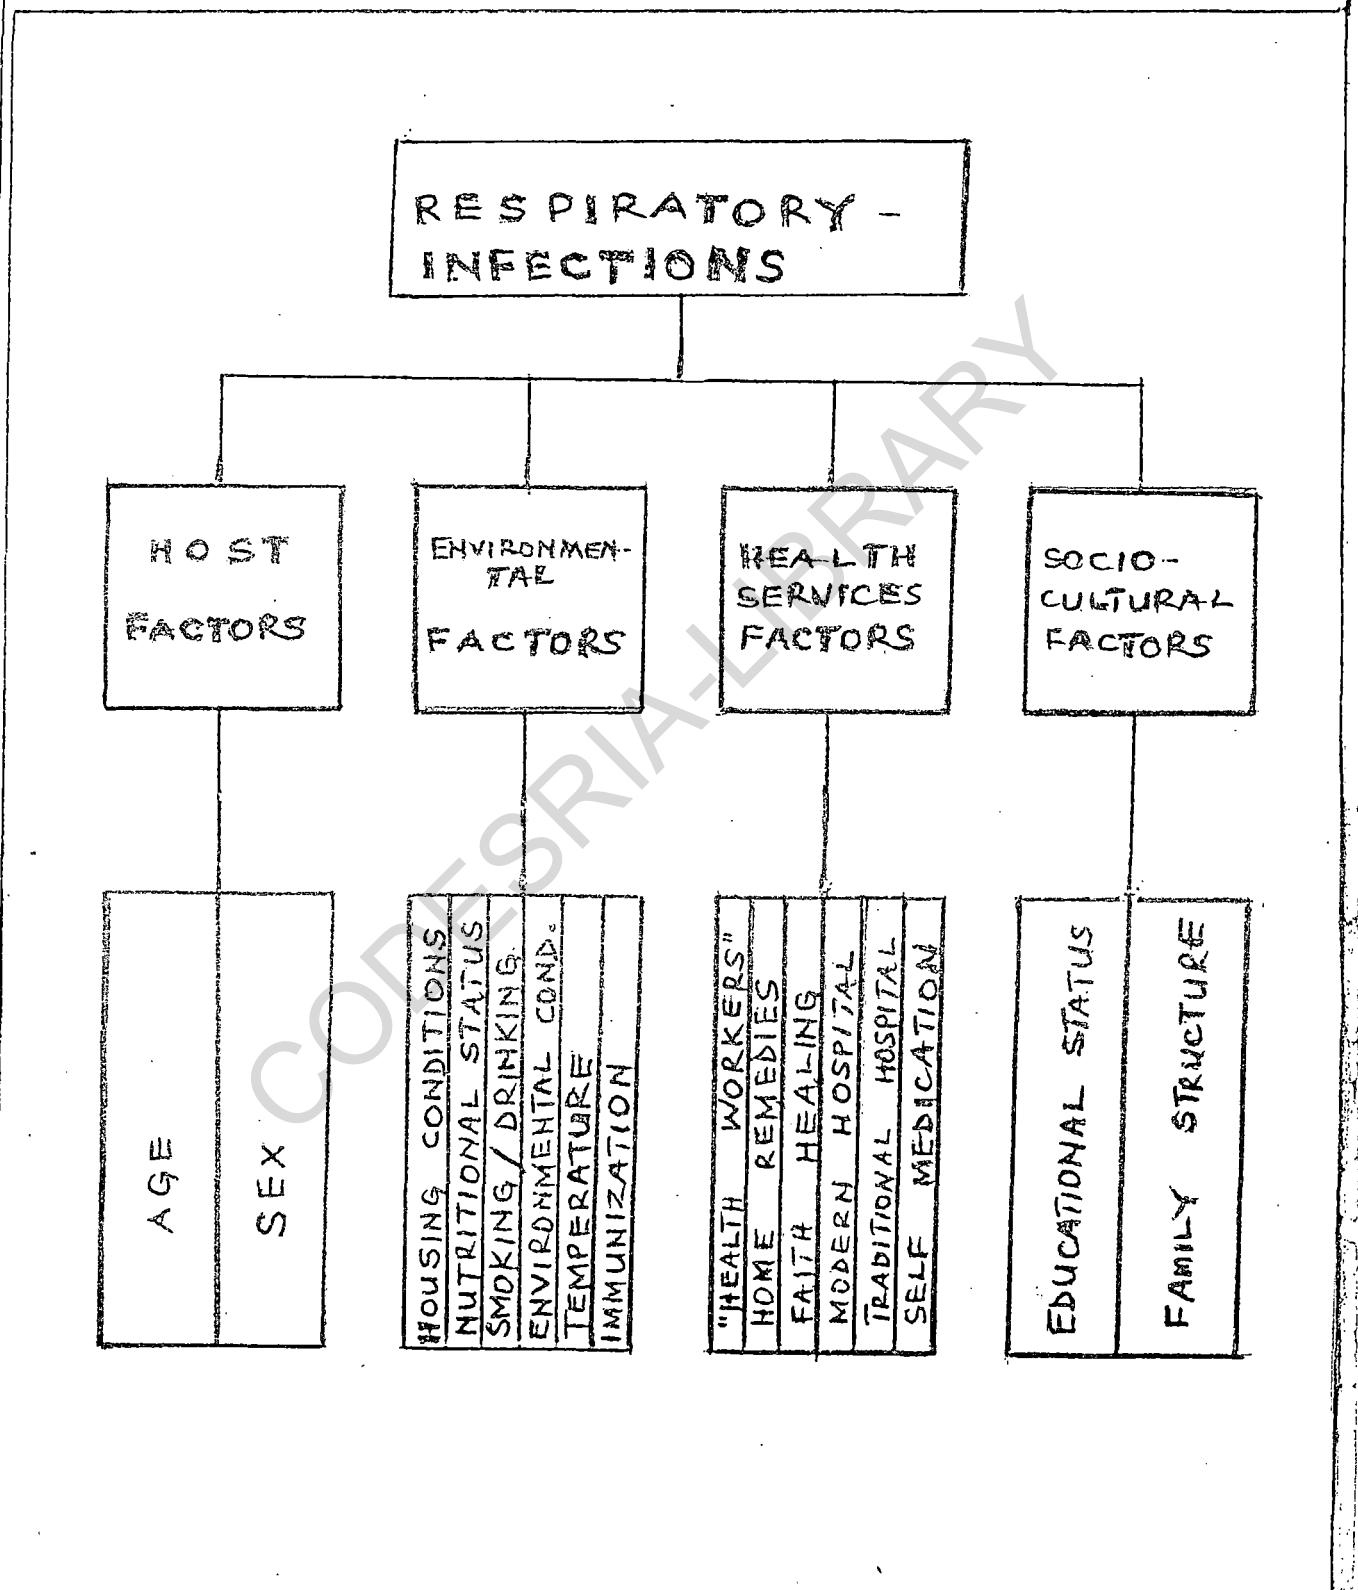 RESPIRATORY -
INFECTIONS
HOST
FACTORS
ENVIRONMEN-
TAL
FACTORS
HEALTH
SERVICES
FACTORS
SOCIO-
CULTURAL
FACTORS
AGE
SEX
HOUSING CONDITIONS
NUTRITIONAL STATUS
SMOKING/DRINKING.
ENVIRONMENTAL COND.
TEMPERATURE
IMMUNIZATION
"HEALTH WORKERS"
HOME REMEDIES
FAITH HEALING
MODERN HOSPITAL
TRADITIONAL HOSPITAL
SELF MEDICATION
EDUCATIONAL STATUS
FAMILY STRUCTURE
CODESRIA-LIBRARY